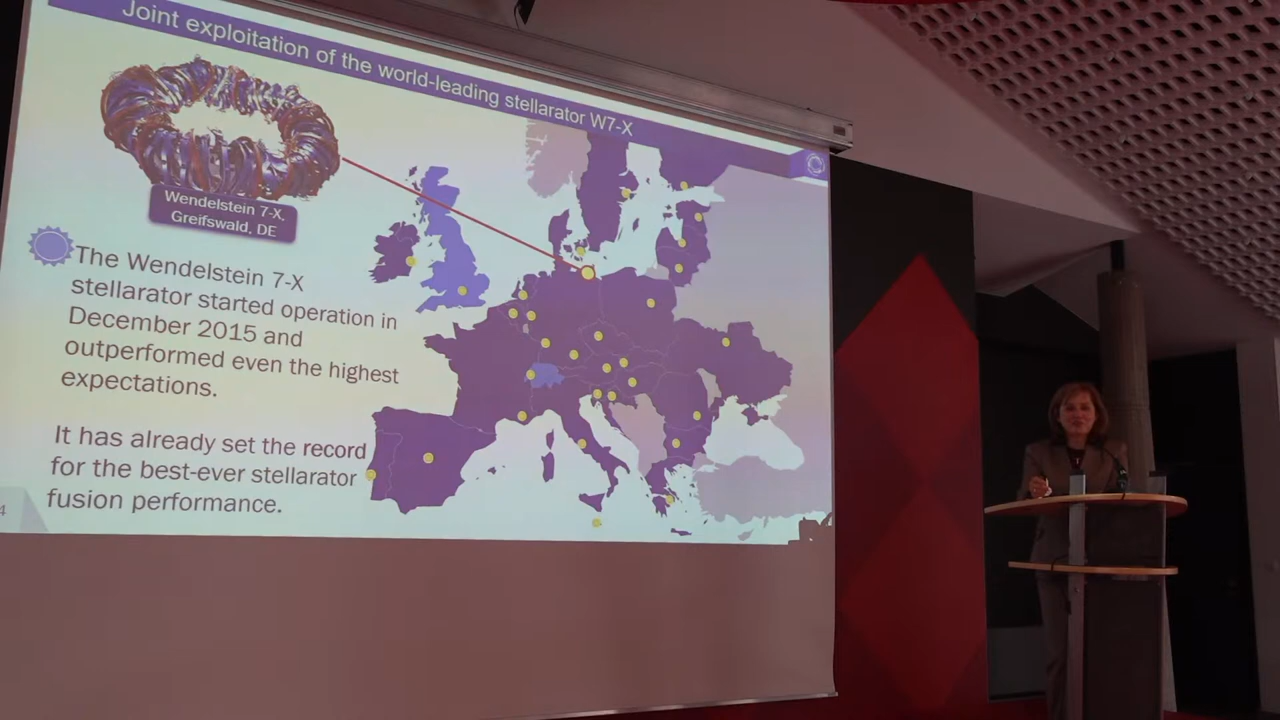 Joint exploitation of the world-leading stellarator W7-X
Wendelstein 7-X,
Greifswald, DE
The Wendelstein 7-X
stellarator started operation in
December 2015 and
outperformed even the highest
expectations.
It has already set the record
for the best-ever stellarator
fusion performance.
4